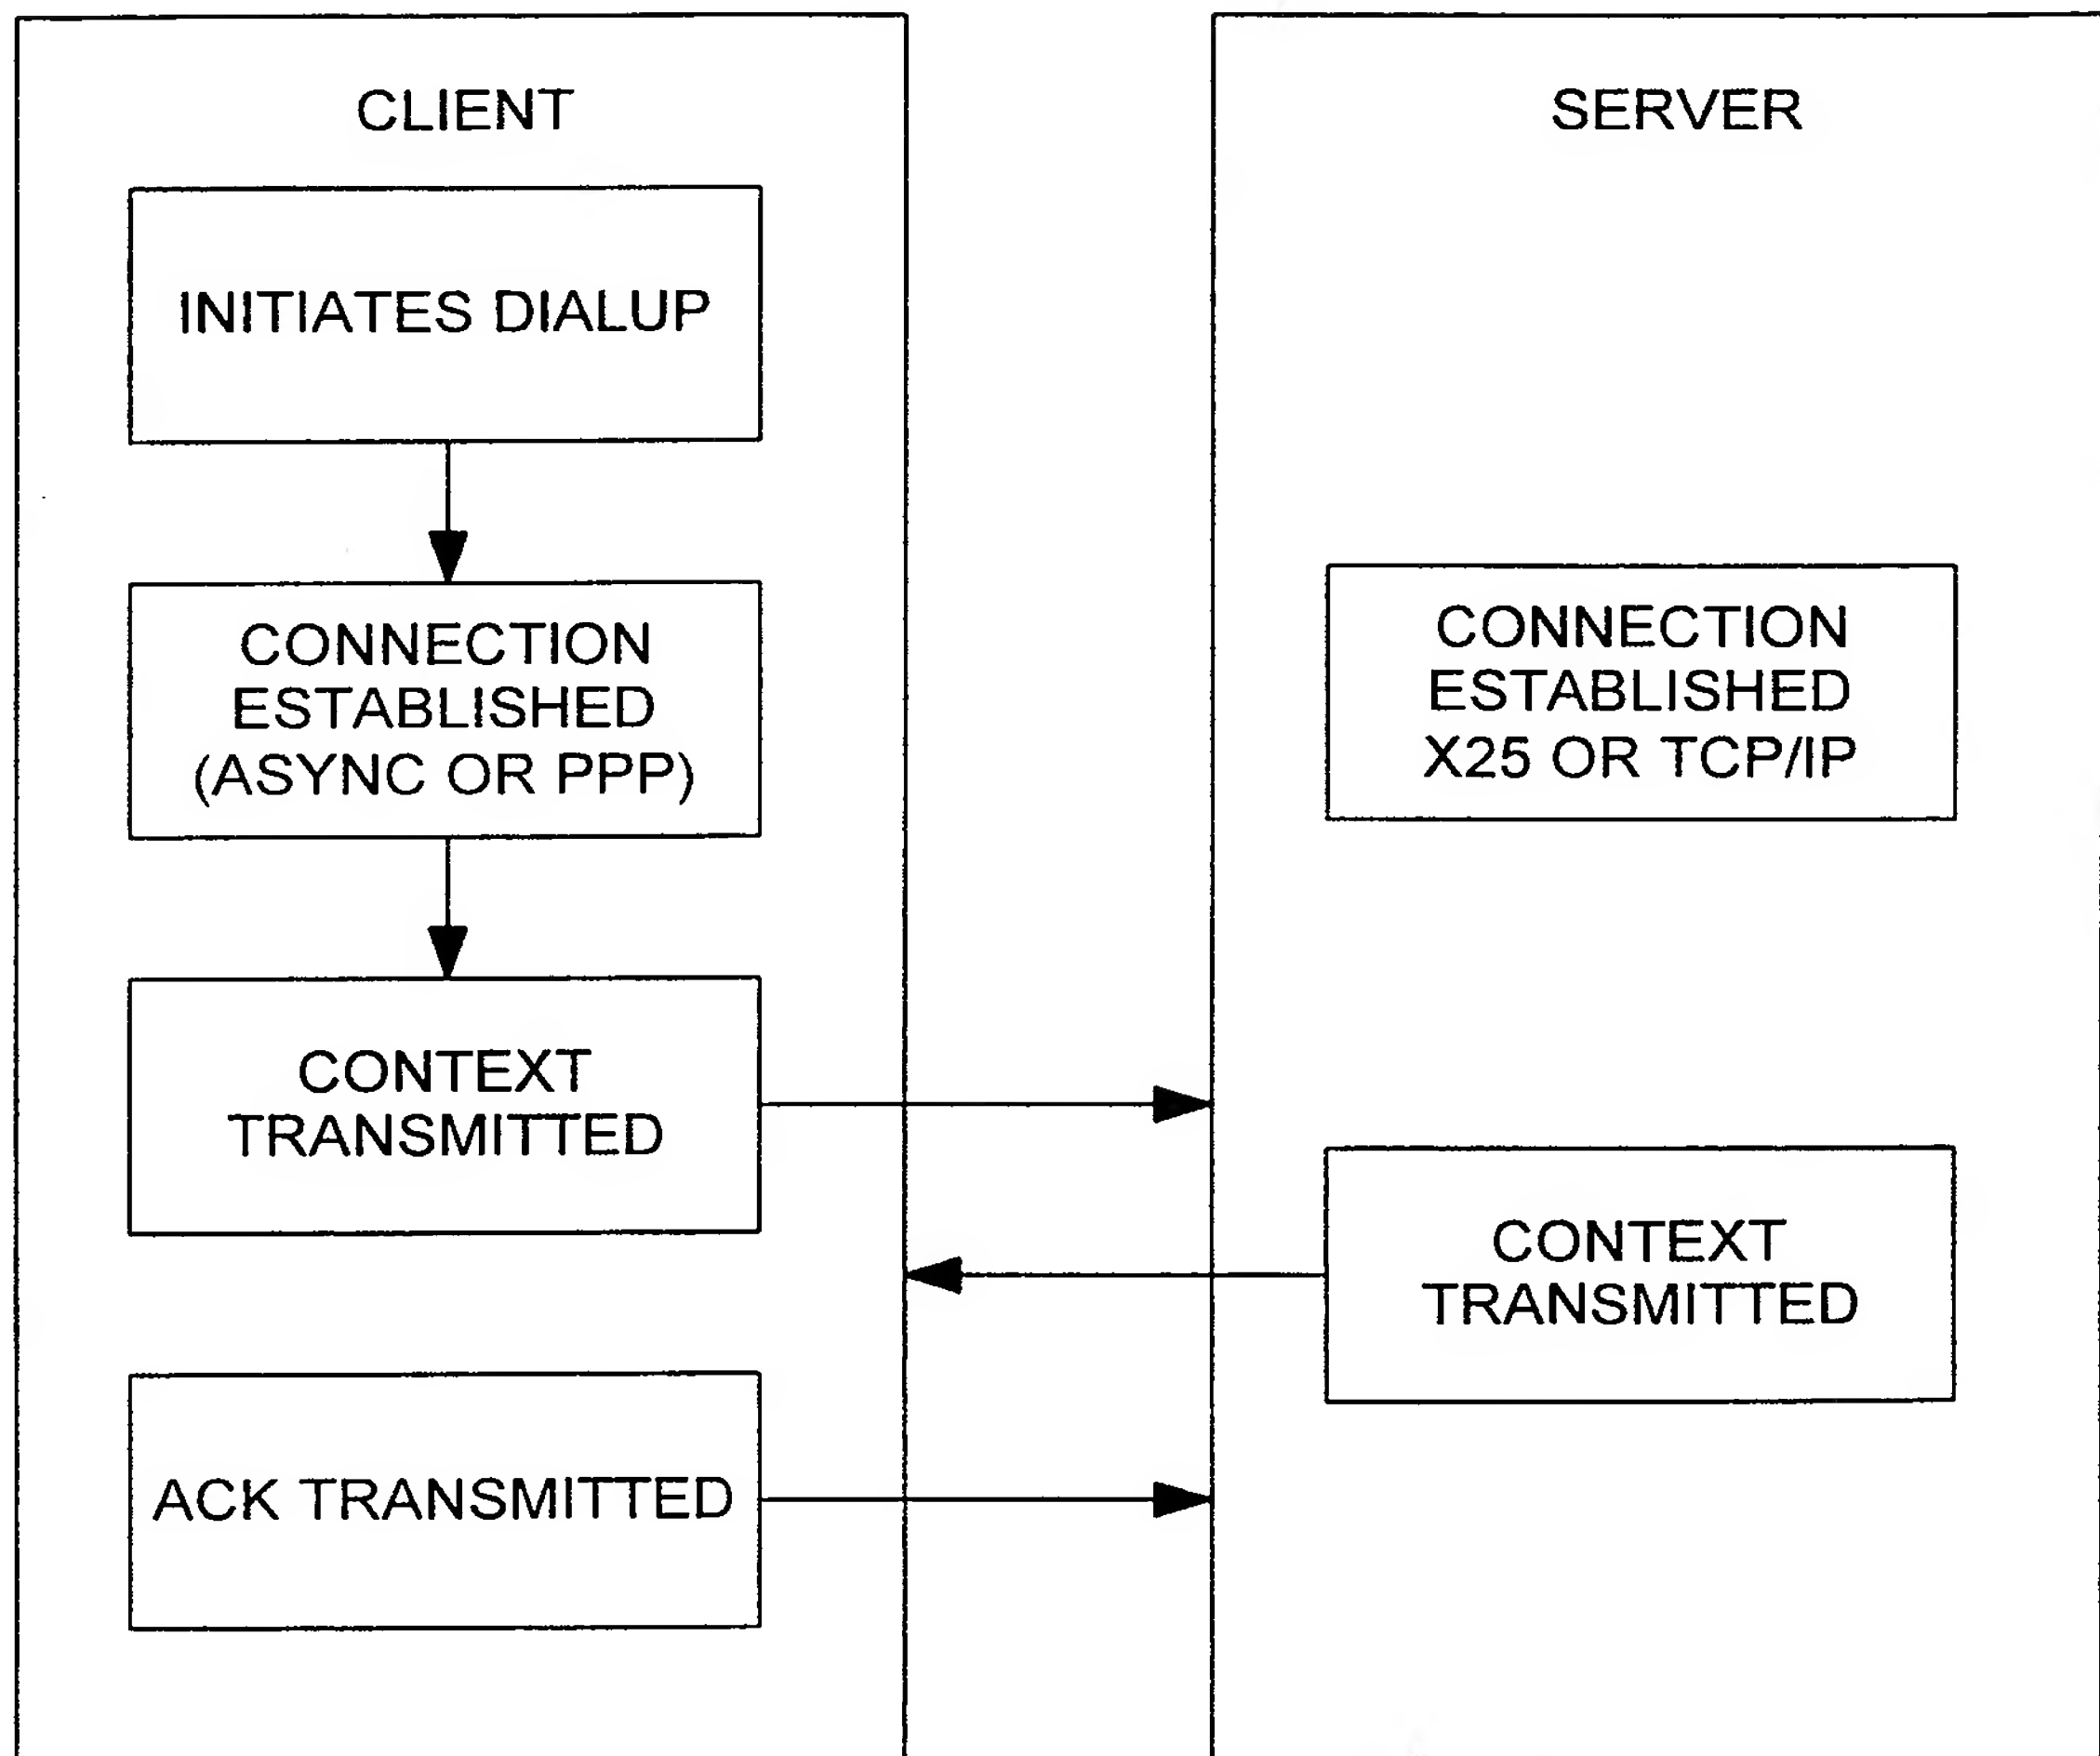 CLIENT
INITIATES DIALUP
CONNECTION
ESTABLISHED
(ASYNC OR PPP)
CONTEXT
TRANSMITTED
ACK TRANSMITTED
SERVER
CONNECTION
ESTABLISHED
X25 OR TCP/IP
CONTEXT
TRANSMITTED